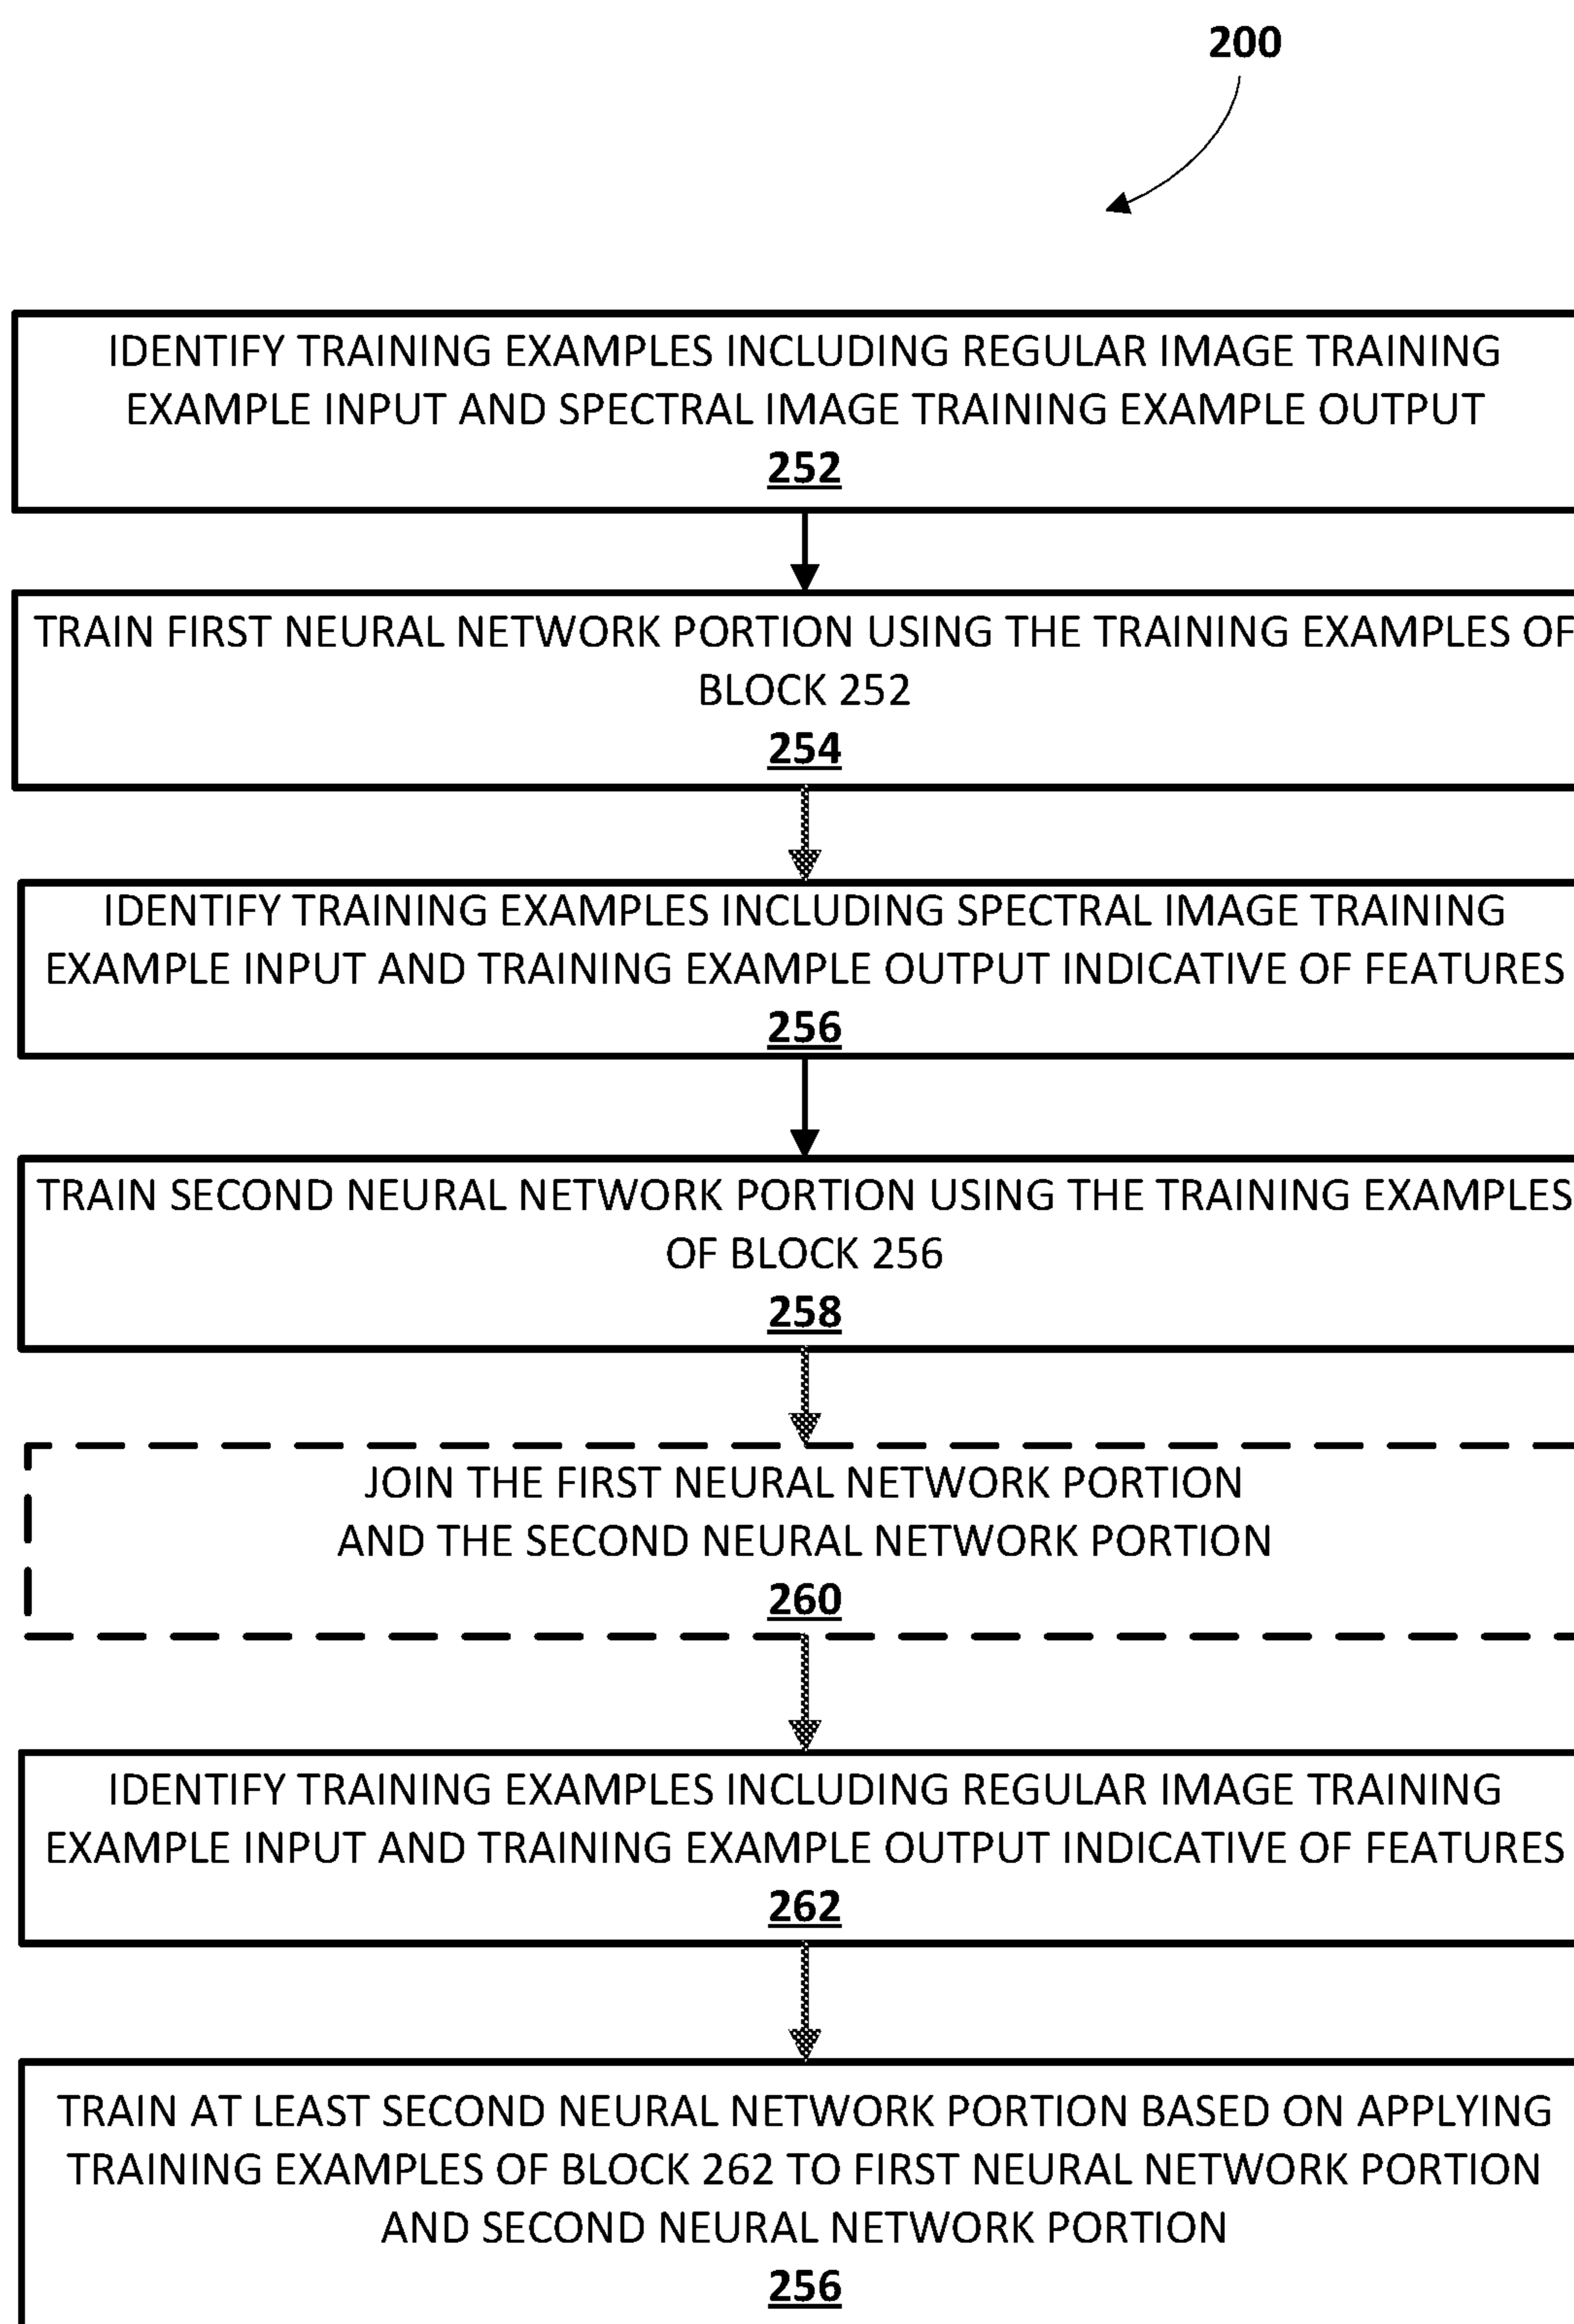 200
IDENTIFY TRAINING EXAMPLES INCLUDING REGULAR IMAGE TRAINING
EXAMPLE INPUT AND SPECTRAL IMAGE TRAINING EXAMPLE OUTPUT
252
TRAIN FIRST NEURAL NETWORK PORTION USING THE TRAINING EXAMPLES OF
BLOCK 252
254
IDENTIFY TRAINING EXAMPLES INCLUDING SPECTRAL IMAGE TRAINING
EXAMPLE INPUT AND TRAINING EXAMPLE OUTPUT INDICATIVE OF FEATURES
256
TRAIN SECOND NEURAL NETWORK PORTION USING THE TRAINING EXAMPLES
OF BLOCK 256
258
JOIN THE FIRST NEURAL NETWORK PORTION
AND THE SECOND NEURAL NETWORK PORTION
260
IDENTIFY TRAINING EXAMPLES INCLUDING REGULAR IMAGE TRAINING
EXAMPLE INPUT AND TRAINING EXAMPLE OUTPUT INDICATIVE OF FEATURES
262
TRAIN AT LEAST SECOND NEURAL NETWORK PORTION BASED ON APPLYING
TRAINING EXAMPLES OF BLOCK 262 TO FIRST NEURAL NETWORK PORTION
AND SECOND NEURAL NETWORK PORTION
256